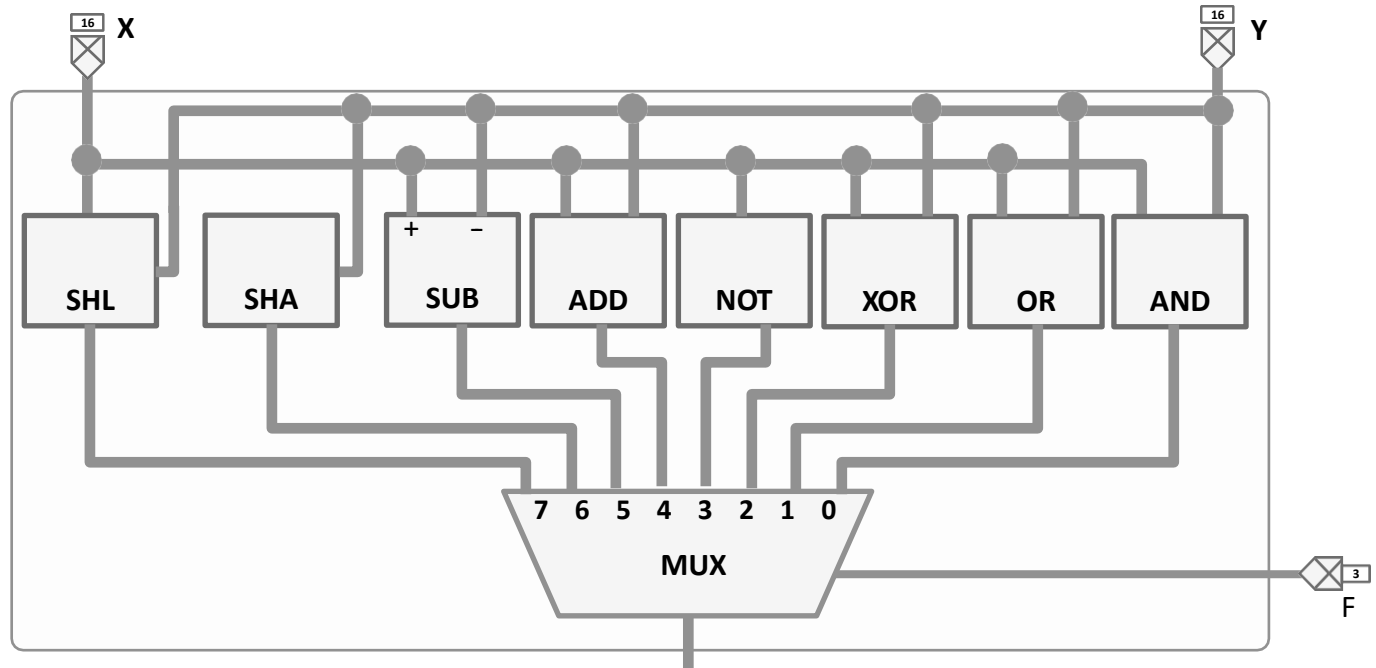 16 X
16 Y
+ −
SHL SHA SUB ADD NOT XOR OR AND
7 6 5 4 3 2 1 0
MUX
3
F